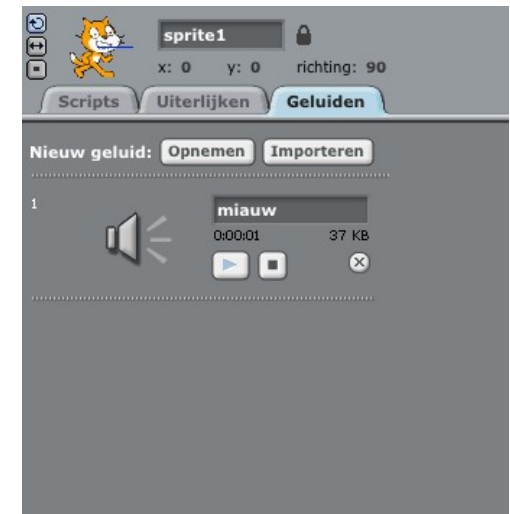 sprite1
x: 0 y: 0 richting: 90
Scripts Uiterlijken Geluiden
Nieuw geluid: Opnemen Importeren
1
miauw
0:00:01 37 KB